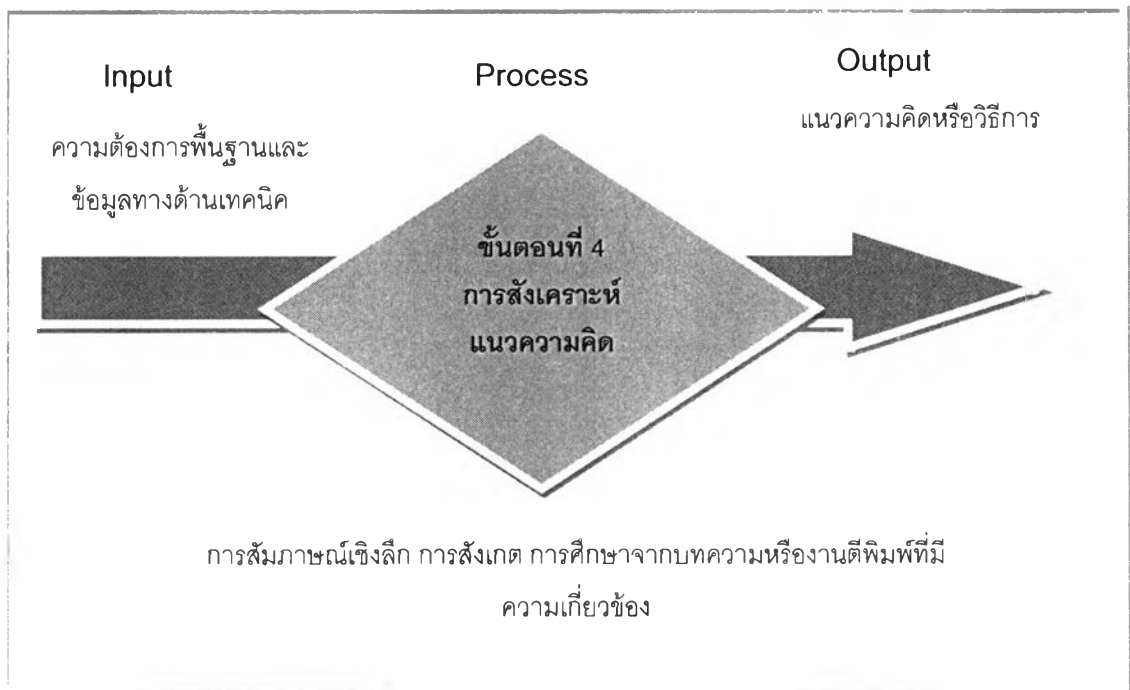 Input
ความต้องการพื้นฐานและ
ข้อมูลทางด้านเทคนิค
Process
Output
แนวความคิดหรือวิธีการ
ขั้นตอนที่ 4
การสังเคราะห์
แนวความคิด
การสัมภาษณ์เชิงลึก การสังเกต การศึกษาจากบทความหรืองานตีพิมพ์ที่มี
ความเกี่ยวข้อง